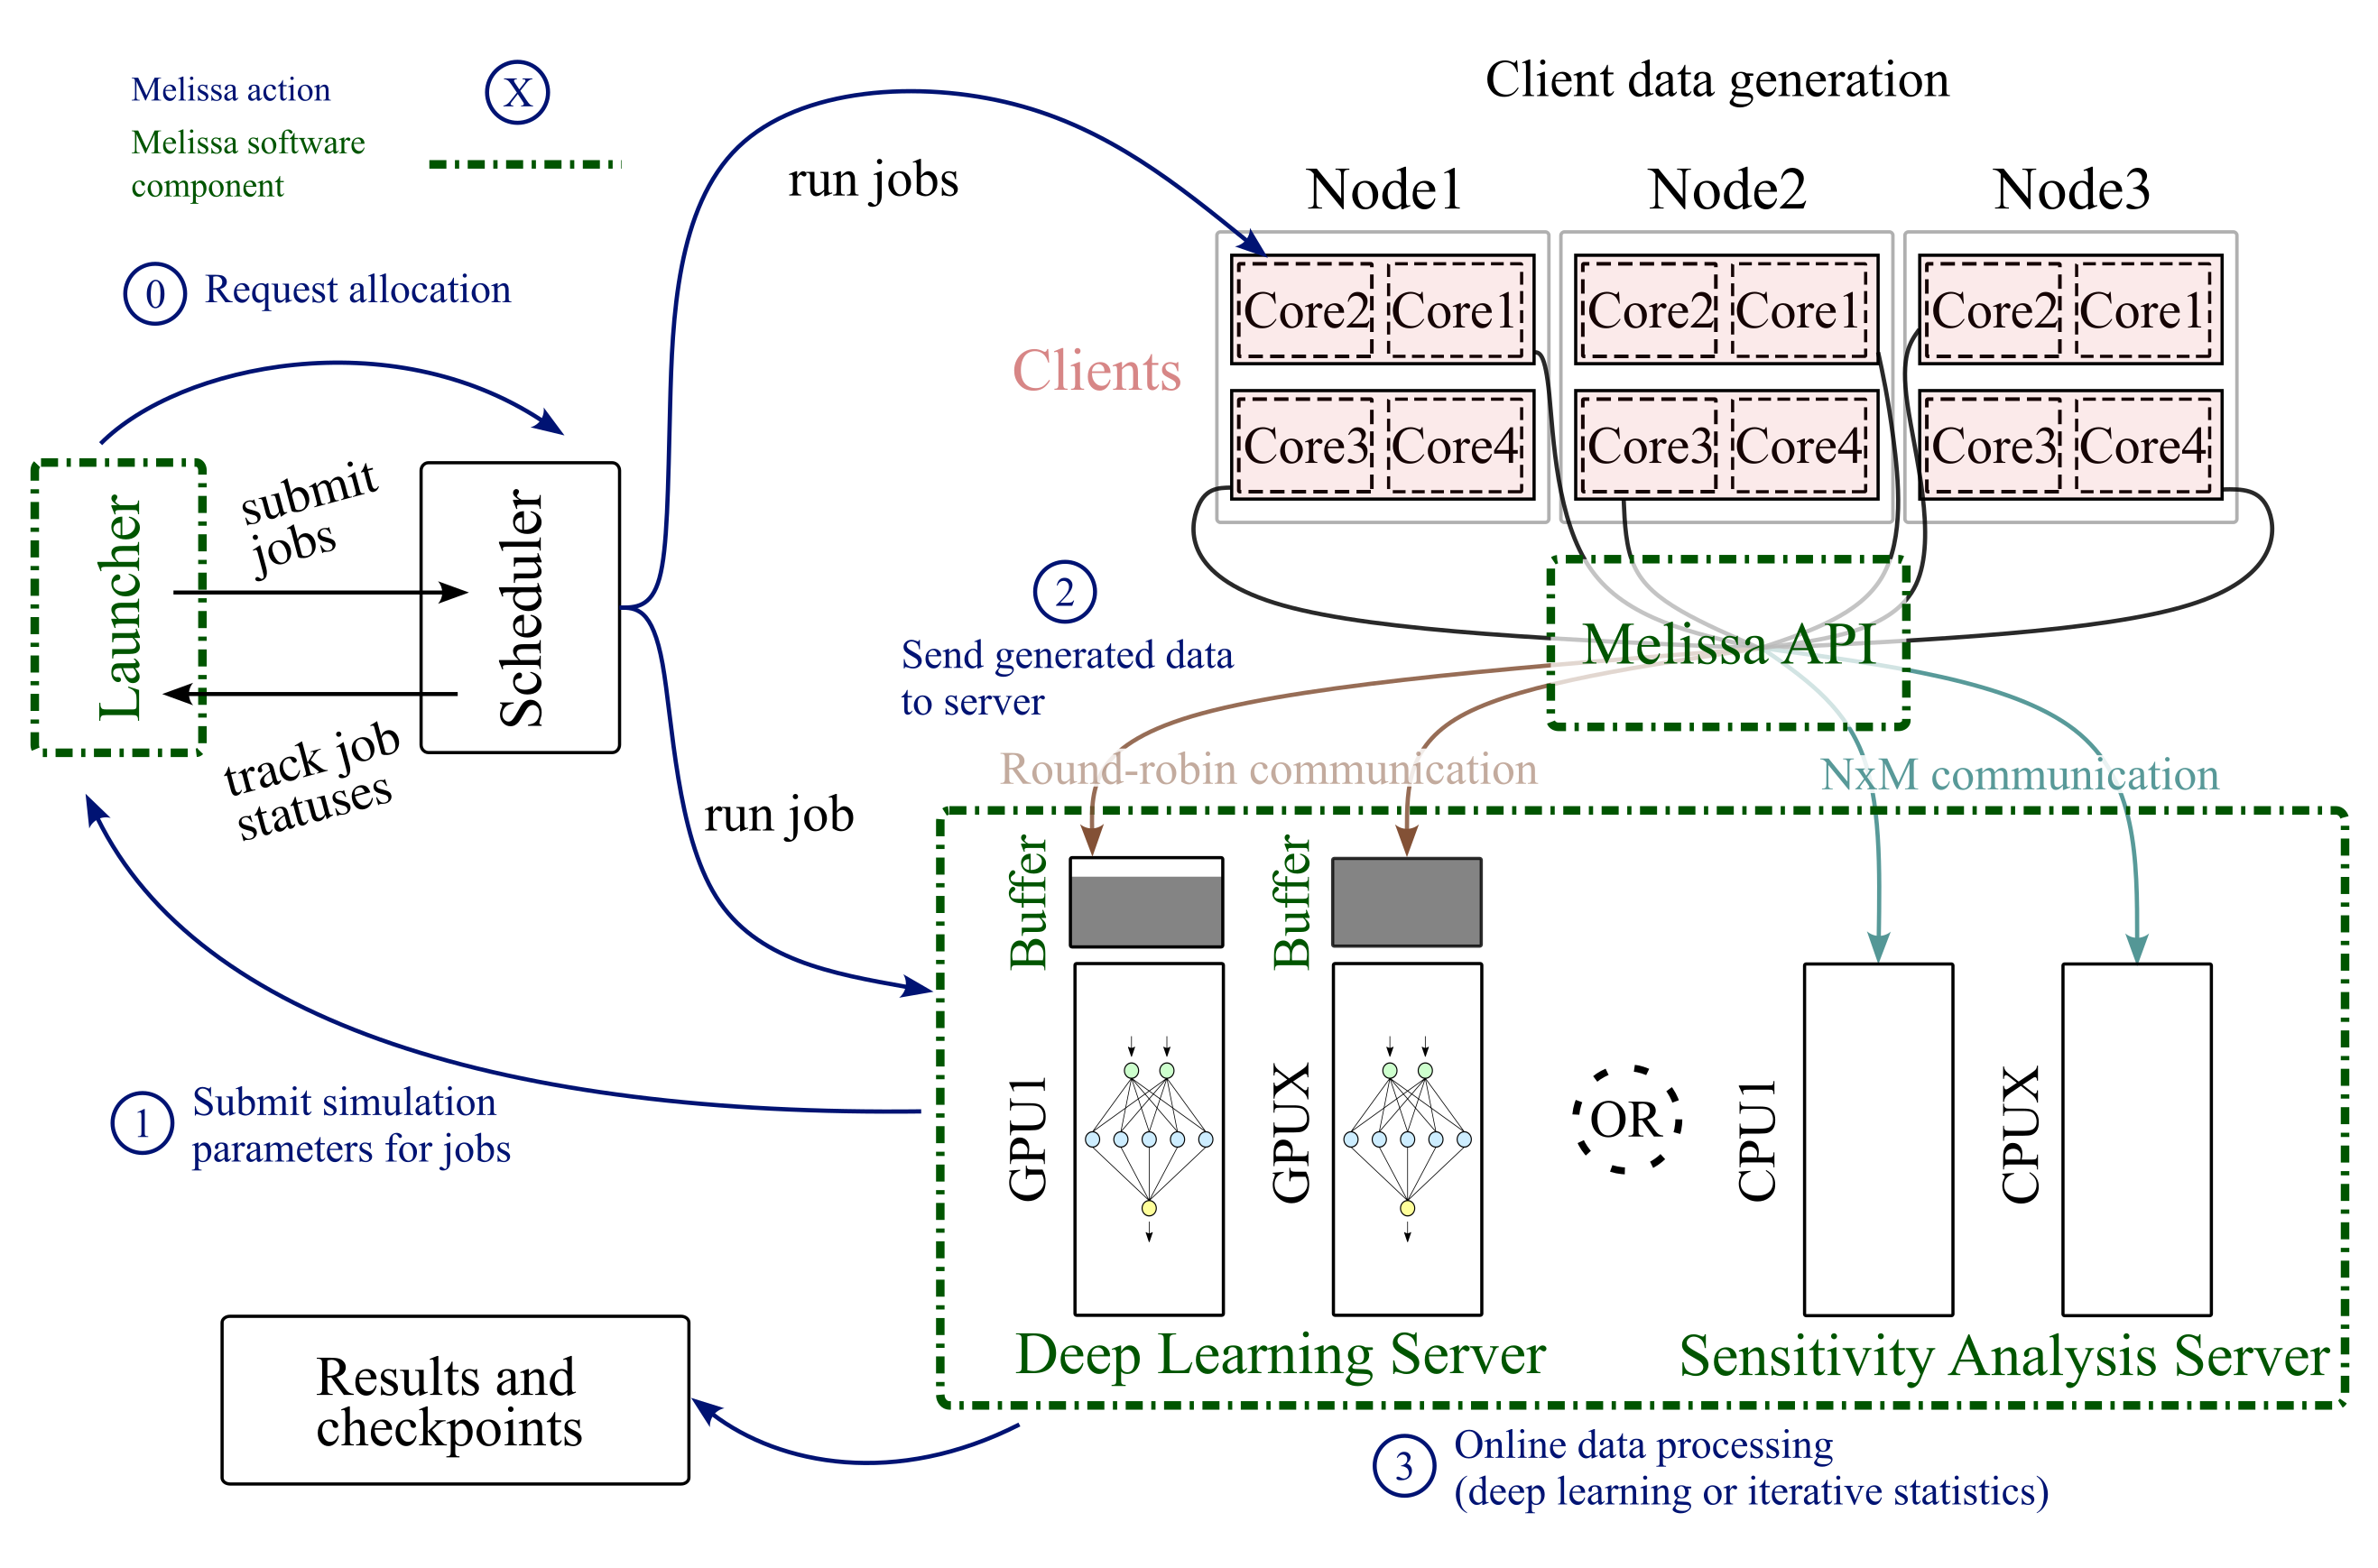 Melissa action
X
Melissa software
component
0
Request allocation
Launcher
submit
jobs
track job
statuses
Scheduler
run jobs
run job
Client data generation
Node1
Node2
Node3
Clients
Core2
Core1
Core2
Core1
Core2
Core1
Core3
Core4
Core3
Core4
Core3
Core4
2
Send generated data
to server
Melissa API
Round-robin communication
NxM communication
Buffer
Buffer
1
Submit simulation
parameters for jobs
GPU1
GPUX
OR
CPU1
CPUX
Deep Learning Server
Sensitivity Analysis Server
Results and
checkpoints
3
Online data processing
(deep learning or iterative statistics)